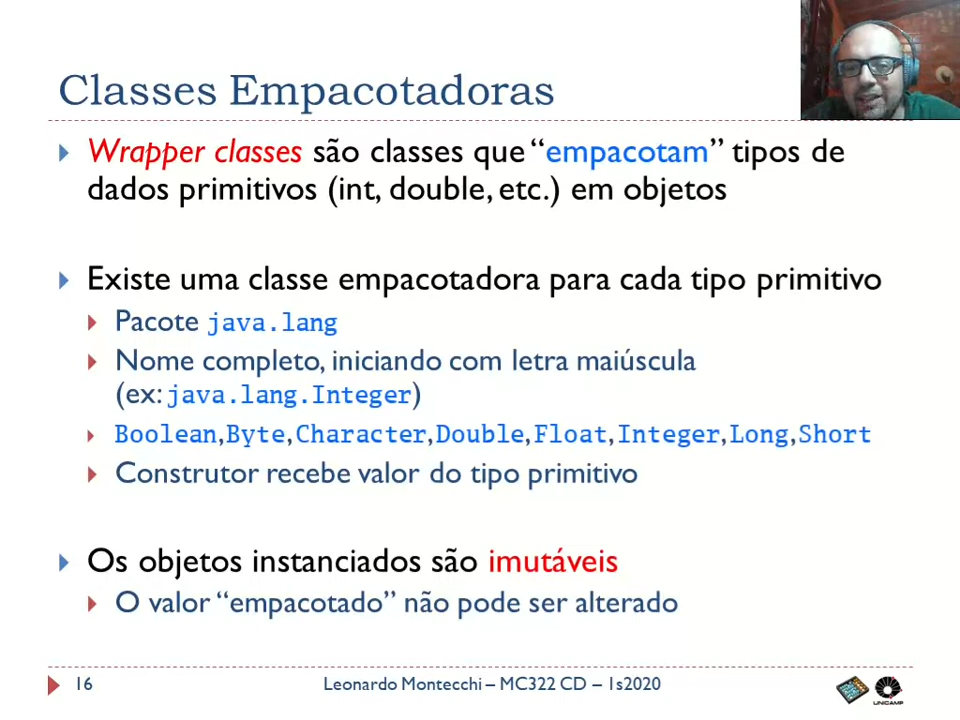 Classes Empacotadoras
Wrapper classes são classes que “empacotam” tipos de
dados primitivos (int, double, etc.) em objetos
Existe uma classe empacotadora para cada tipo primitivo
Pacote java.lang
Nome completo, iniciando com letra maiúscula
(ex: java.lang.Integer)
Boolean,Byte,Character,Double,Float,Integer,Long,Short
Construtor recebe valor do tipo primitivo
Os objetos instanciados são imutáveis
O valor “empacotado” não pode ser alterado
16 Leonardo Montecchi – MC322 CD – 1s2020
UNICAMP